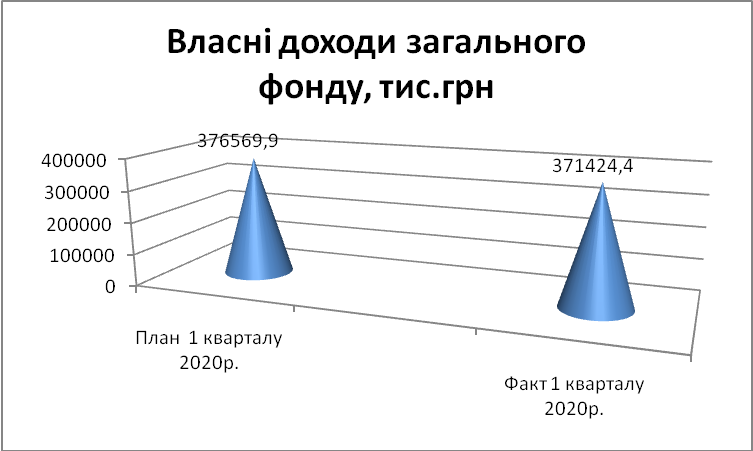 Власні доходи загального
фонду, тис.грн
376569,9
371424,4
400000
300000
200000
100000
0
План 1 кварталу
2020р.
Факт 1 кварталу
2020р.